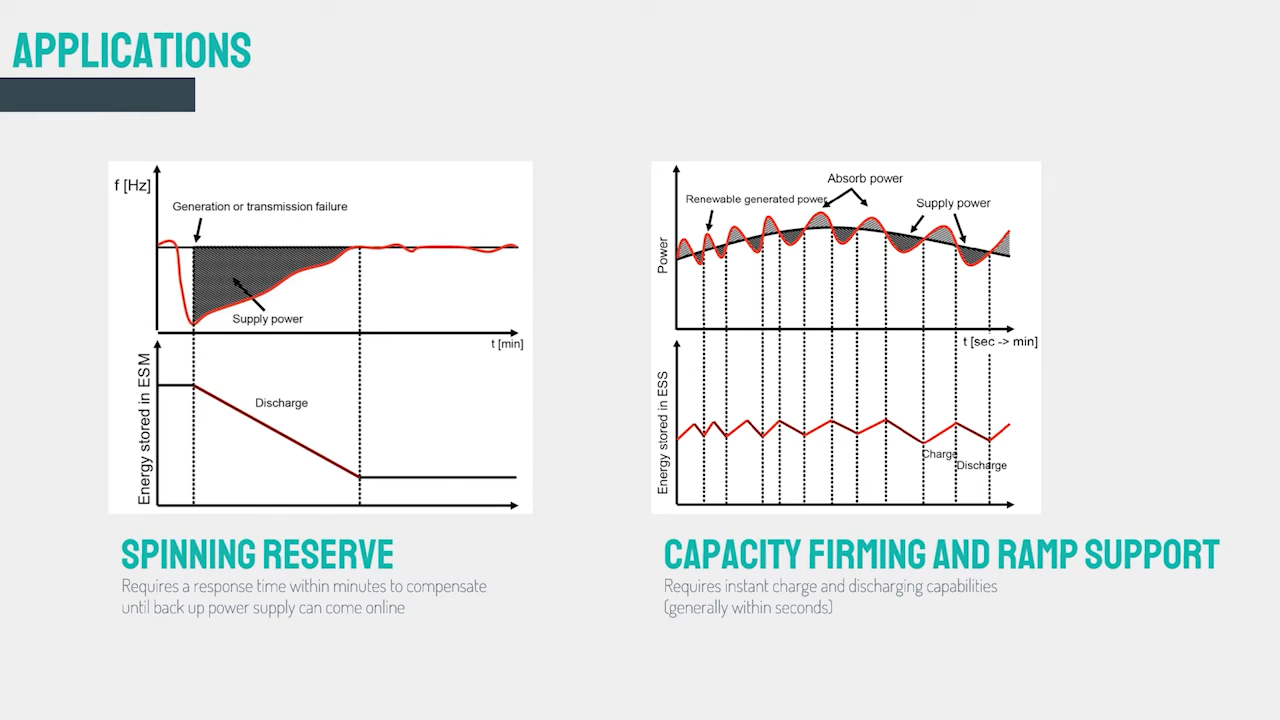 APPLICATIONS
f [Hz]
Generation or transmission failure
Supply power
t [min]
Energy stored in ESM
Discharge
SPINNING RESERVE
Requires a response time within minutes to compensate
until back up power supply can come online
Absorb power
Renewable generated power
Supply power
Power
t [sec -> min]
Energy stored in ESS
Charge
Discharge
CAPACITY FIRMING AND RAMP SUPPORT
Requires instant charge and discharging capabilities
(generally within seconds)